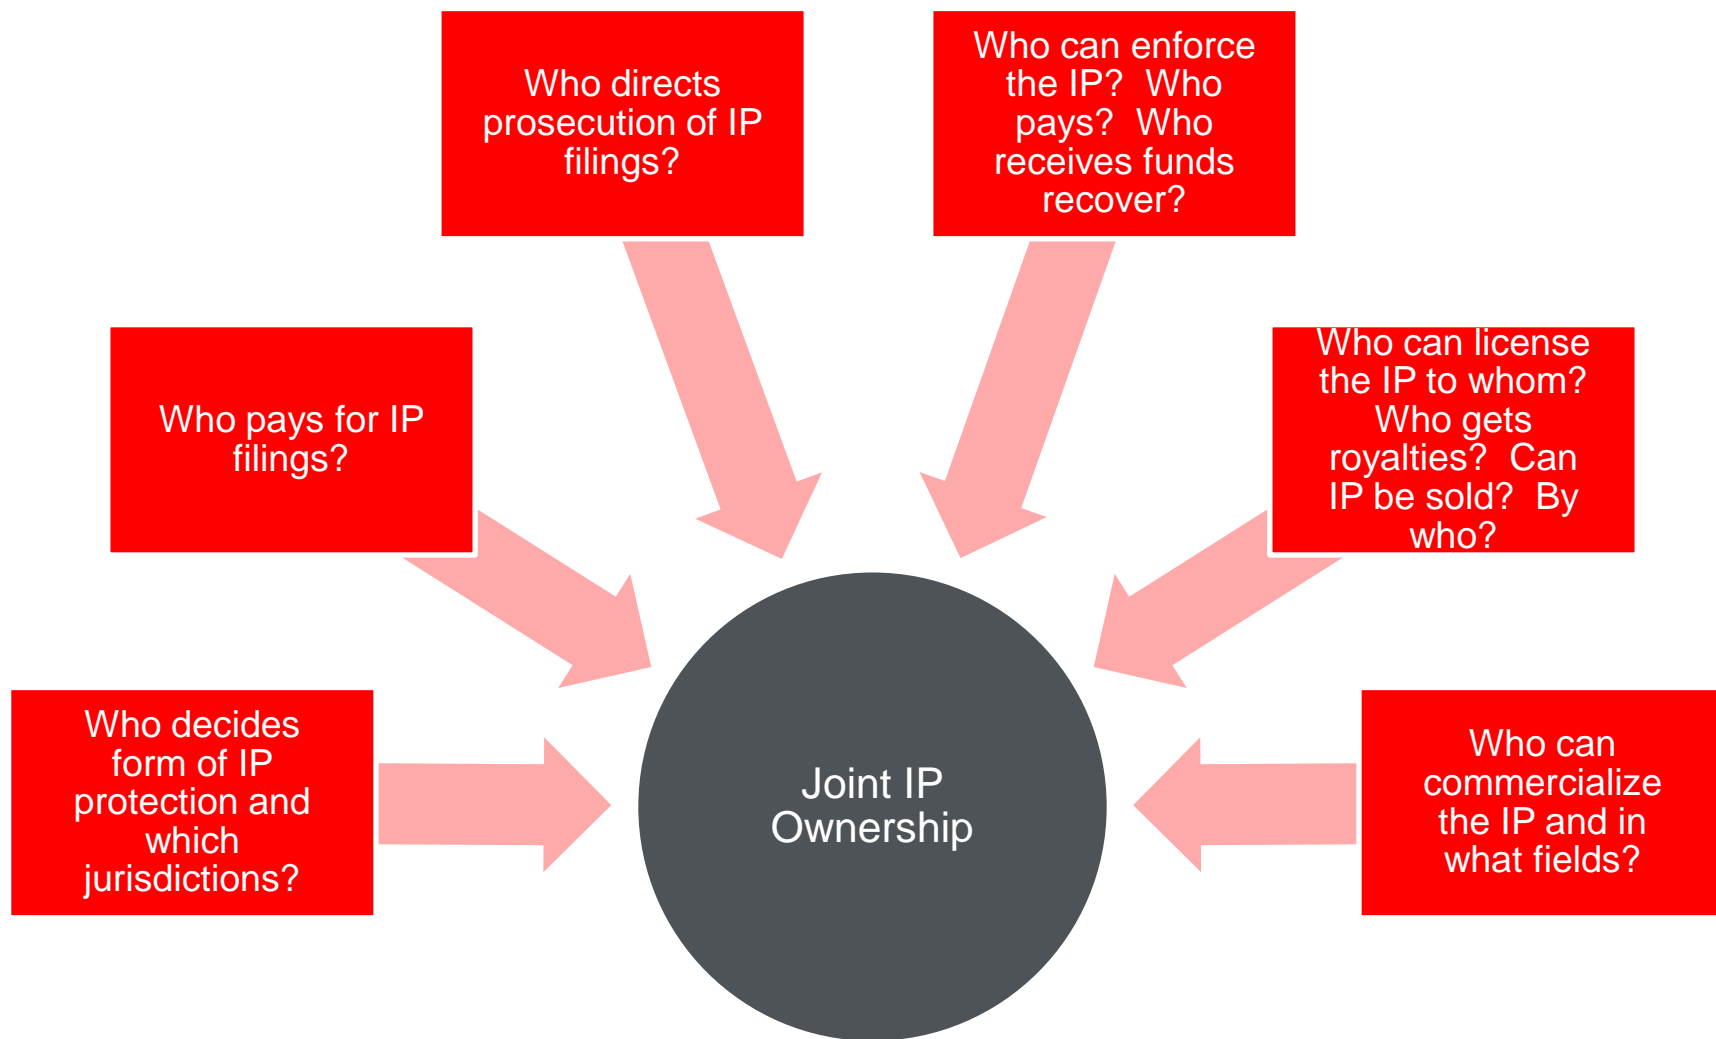 Who directs
prosecution of IP
filings?
Who can enforce
the IP? Who
pays? Who
receives funds
recover?
Who pays for IP
filings?
Who can license
the IP to whom?
Who gets
royalties? Can
IP be sold? By
who?
Who decides
form of IP
protection and
which
jurisdictions?
Joint IP
Ownership
Who can
commercialize
the IP and in
what fields?